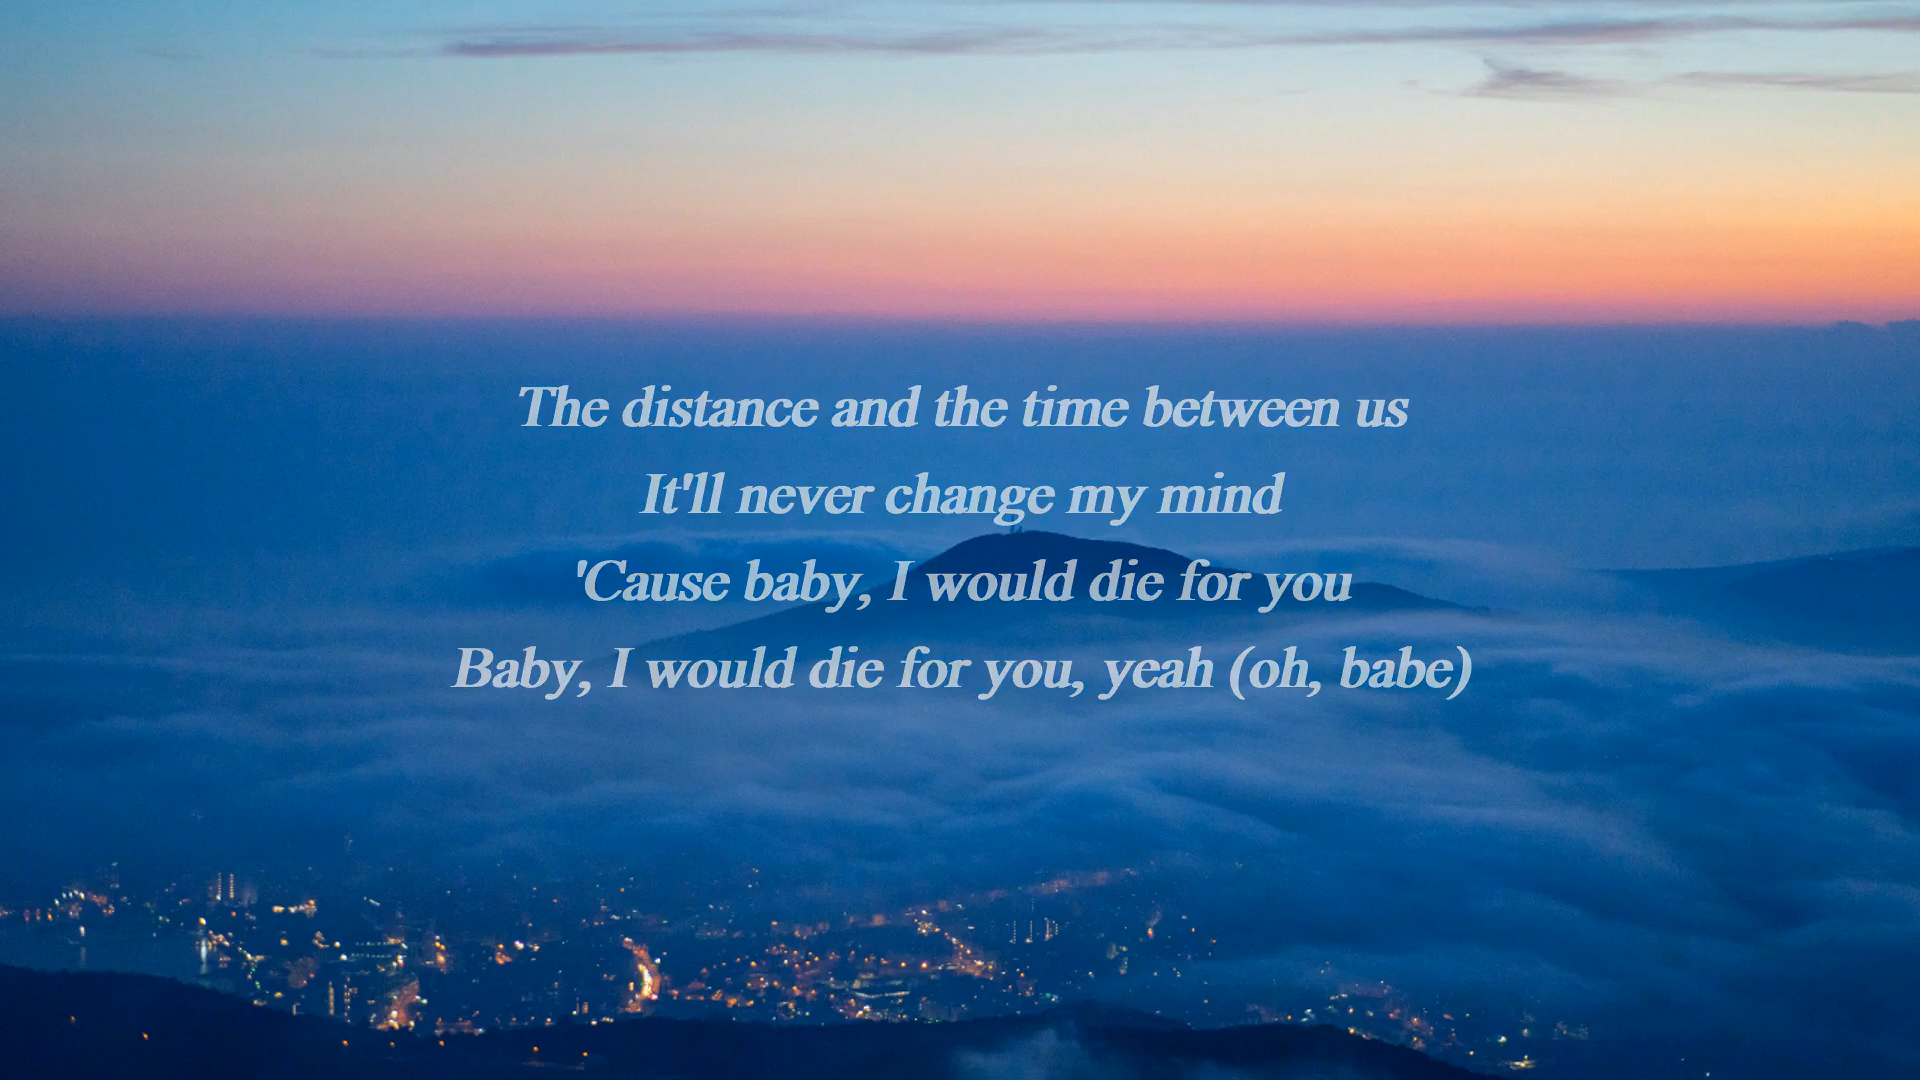 The distance and the time between us
It'll never change my mind
'Cause baby, I would die for you
Baby, I would die for you, yeah (oh, babe)